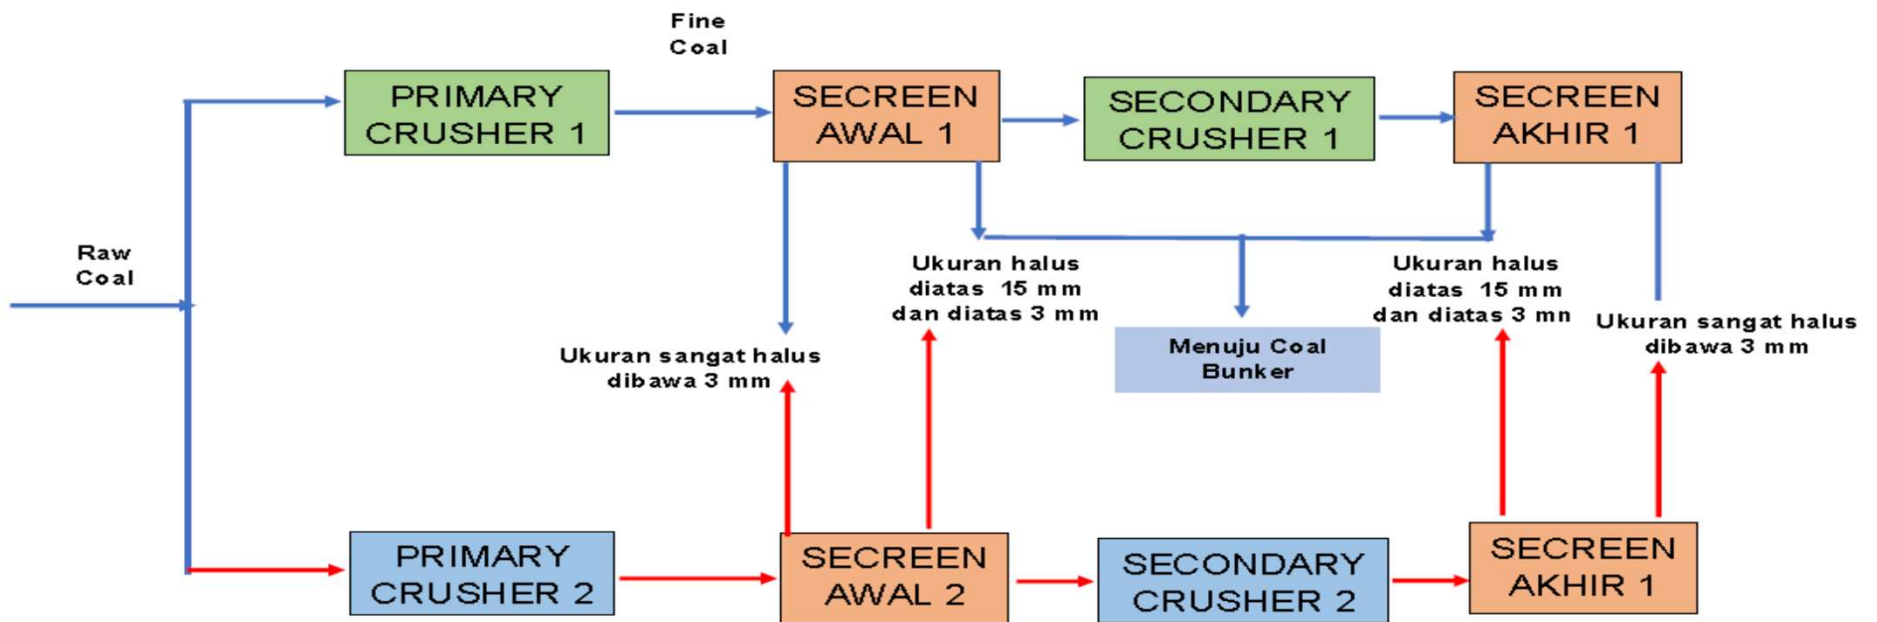 Fine
Coal
PRIMARY
CRUSHER 1
SECREEN
AWAL 1
SECONDARY
CRUSHER 1
SECREEN
AKHIR 1
Raw
Coal
Ukuran halus
diatas 15 mm
dan diatas 3 mm
Ukuran halus
diatas 15 mm
dan diatas 3 mn
Ukuran sangat halus
dibawa 3 mm
Menuju Coal
Bunker
Ukuran sangat halus
dibawa 3 mm
PRIMARY
CRUSHER 2
SECREEN
AWAL 2
SECONDARY
CRUSHER 2
SECREEN
AKHIR 1